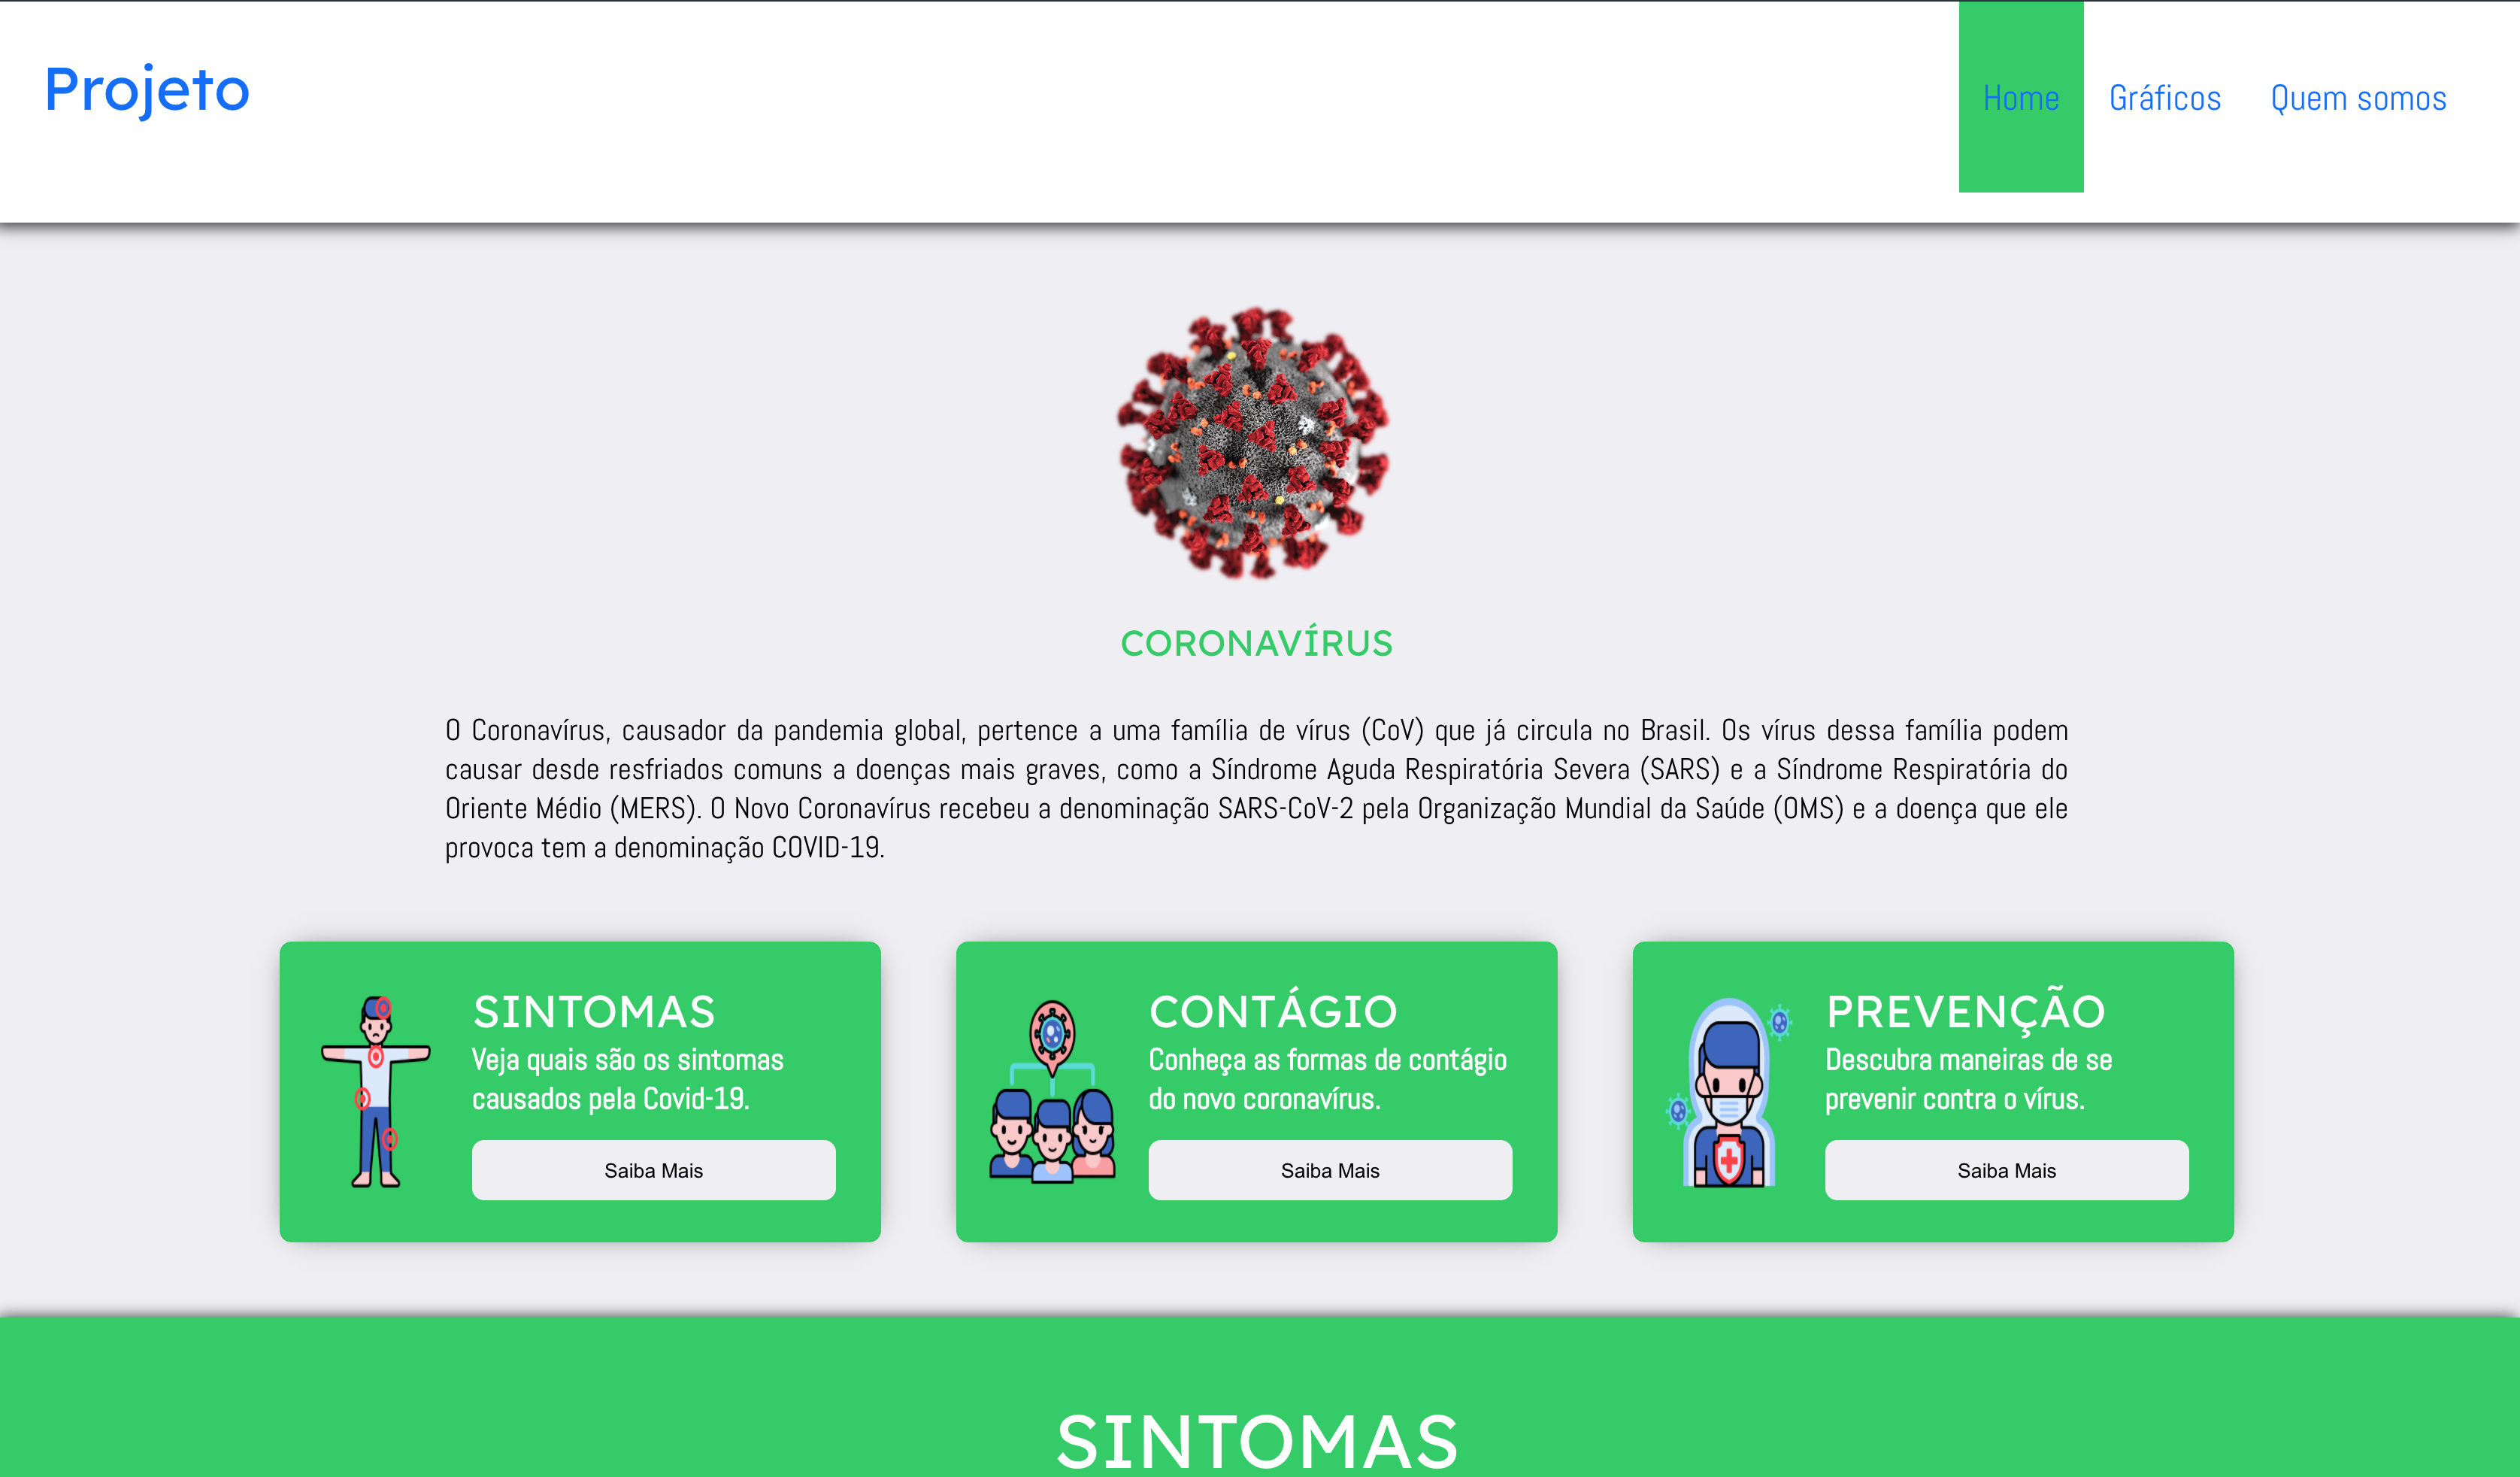 Projeto
Home Gráficos Quem somos
CORONAVÍRUS
O Coronavírus, causador da pandemia global, pertence a uma família de vírus (CoV) que já circula no Brasil. Os vírus dessa família podem
causar desde resfriados comuns a doenças mais graves, como a Síndrome Aguda Respiratória Severa (SARS) e a Síndrome Respiratória do
Oriente Médio (MERS). O Novo Coronavírus recebeu a denominação SARS-CoV-2 pela Organização Mundial da Saúde (OMS) e a doença que ele
provoca tem a denominação COVID-19.
SINTOMAS
Veja quais são os sintomas
causados pela Covid-19.
Saiba Mais
CONTÁGIO
Conheça as formas de contágio
do novo coronavírus.
Saiba Mais
PREVENÇÃO
Descubra maneiras de se
prevenir contra o vírus.
Saiba Mais
SINTOMAS